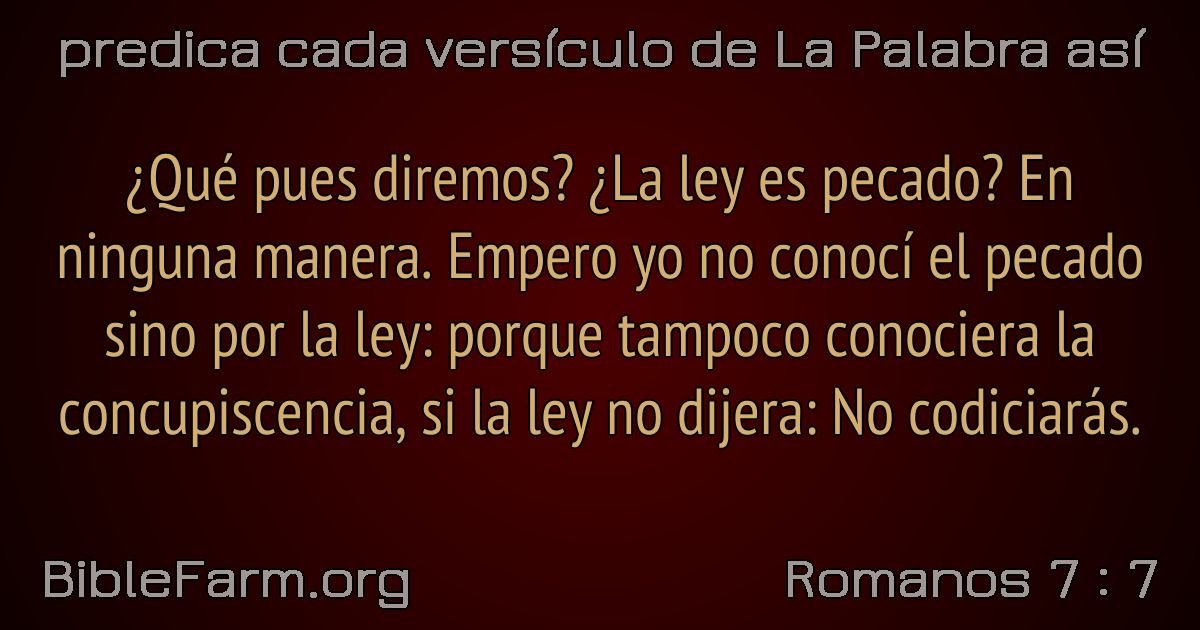 predica cada versículo de La Palabra así
¿Qué pues diremos? ¿La ley es pecado? En
ninguna manera. Empero yo no conocí el pecado
sino por la ley: porque tampoco conociera la
concupiscencia, si la ley no dijera: No codiciarás.
BibleFarm.org
Romanos 7 : 7